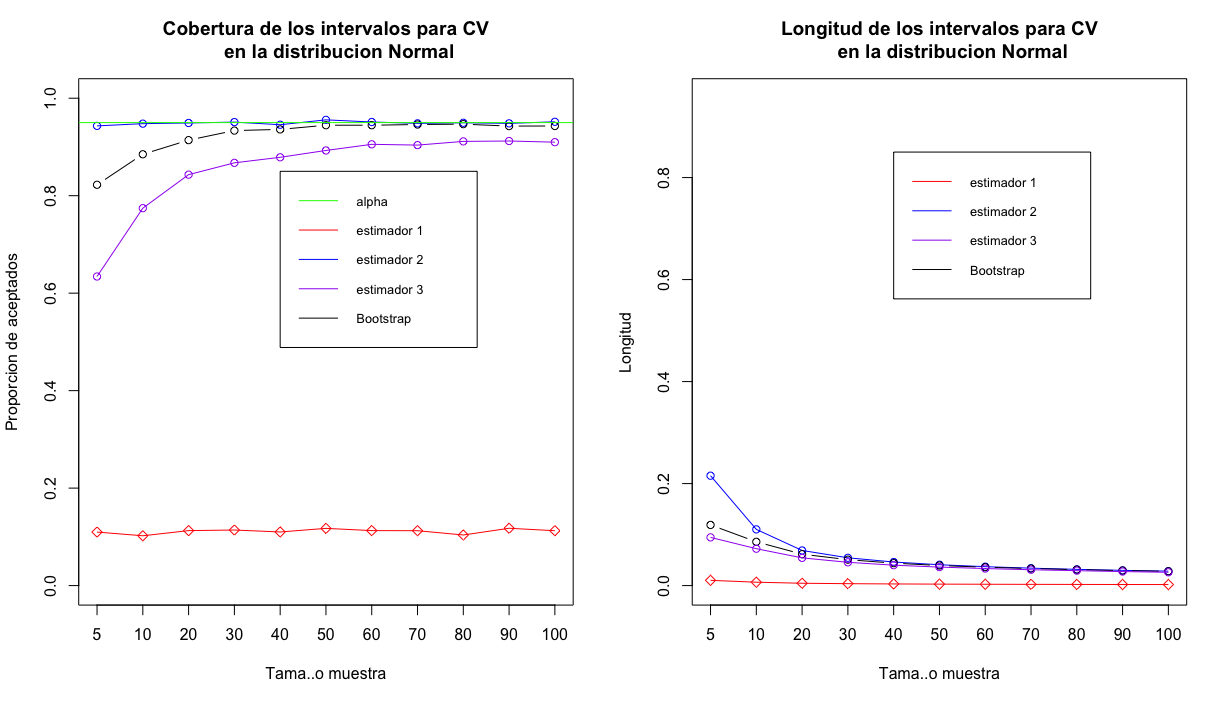 Cobertura de los intervalos para CV
en la distribucion Normal
Proporcion de aceptados
1.0
0.8
0.6
0.4
0.2
0.0
alpha
estimador 1
estimador 2
estimador 3
Bootstrap
5 10 20 30 40 50 60 70 80 90 100
Tama..o muestra
Longitud de los intervalos para CV
en la distribucion Normal
Longitud
0.8
0.6
0.4
0.2
0.0
estimador 1
estimador 2
estimador 3
Bootstrap
5 10 20 30 40 50 60 70 80 90 100
Tama..o muestra